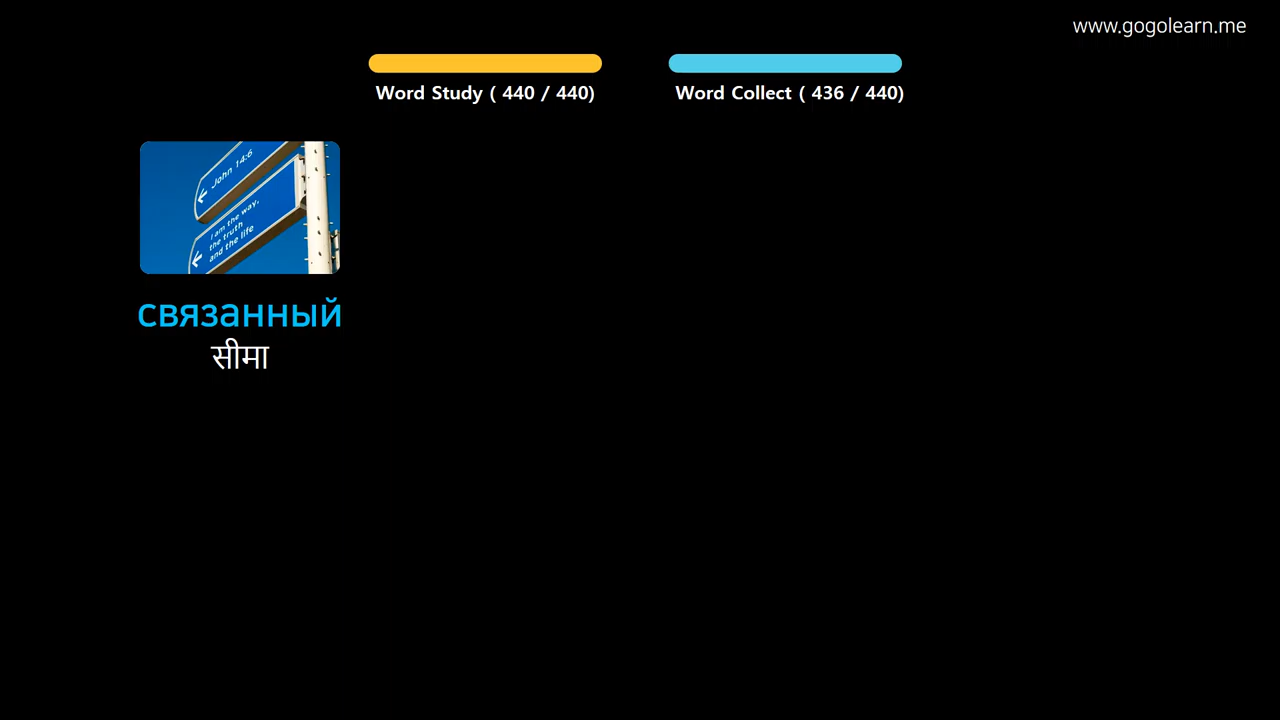 www.gogolearn.me
Word Study ( 440 / 440)
Word Collect ( 436 / 440)
John 14:6
I am the way,
the truth
and the life
связанный
सीमा